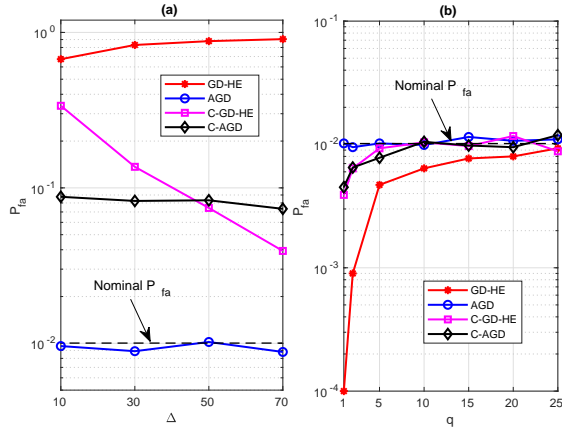 (a)
10^0
10^-1
10^-2
P_fa
GD-HE
AGD
C-GD-HE
C-AGD
Nominal P_fa
10 30 50 70
Δ
(b)
10^-1
10^-2
10^-3
10^-4
P_fa
Nominal P_fa
GD-HE
AGD
C-GD-HE
C-AGD
1 5 10 15 20 25
q